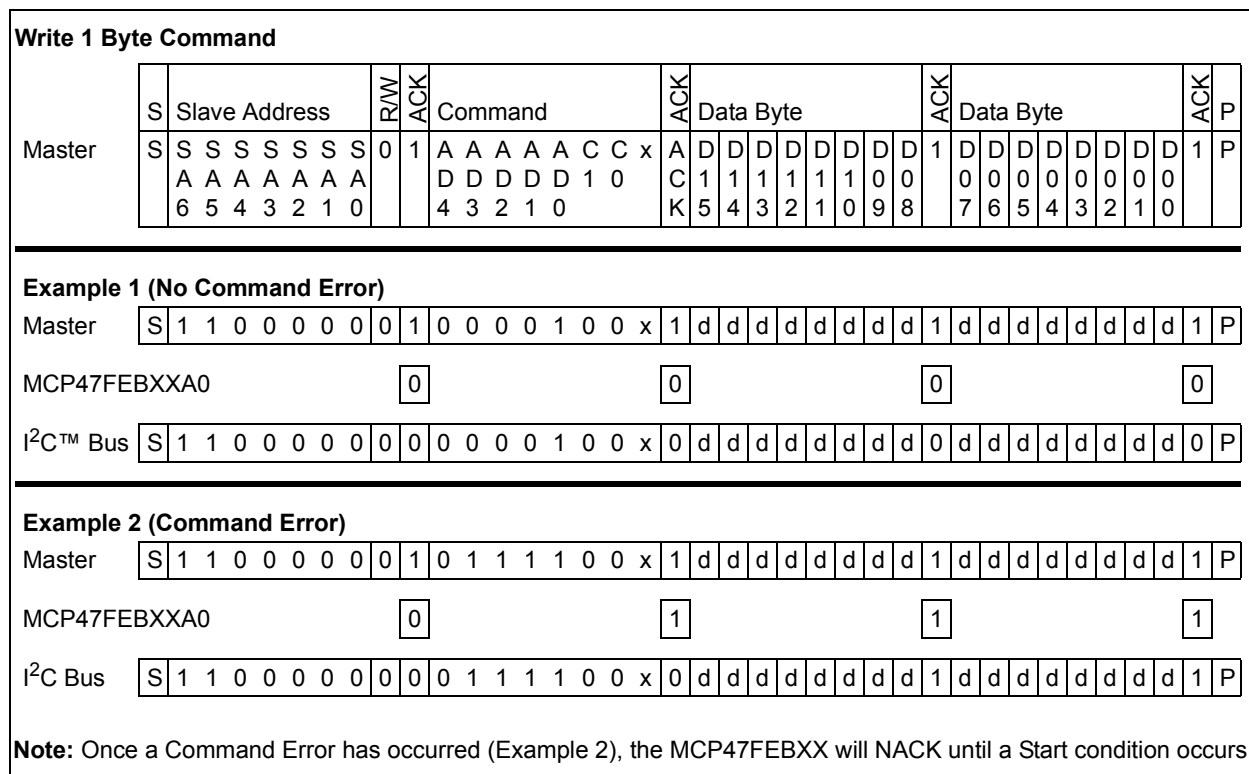 Write 1 Byte Command
S Slave Address R/W ACK Command ACK Data Byte ACK Data Byte ACK P
Master S S S S S S S S 0 1 A A A A A C C x A D D D D D D D D 1 D D D D D D D D 1 P
A A A A A A A D D D D D 1 0 C 1 1 1 1 1 1 0 0 0 0 0 0 0 0 0 0
6 5 4 3 2 1 0 4 3 2 1 0 K 5 4 3 2 1 0 9 8 7 6 5 4 3 2 1 0
Example 1 (No Command Error)
Master S 1 1 0 0 0 0 0 0 1 0 0 0 0 1 0 0 x 1 d d d d d d d d 1 d d d d d d d d 1 P
MCP47FEBXXA0 0 0 0 0
I2C™ Bus S 1 1 0 0 0 0 0 0 0 0 0 0 0 1 0 0 x 0 d d d d d d d d 0 d d d d d d d d 0 P
Example 2 (Command Error)
Master S 1 1 0 0 0 0 0 0 1 0 1 1 1 1 0 0 x 1 d d d d d d d d 1 d d d d d d d d 1 P
MCP47FEBXXA0 0 1 1 1
I2C Bus S 1 1 0 0 0 0 0 0 0 0 1 1 1 1 0 0 x 0 d d d d d d d d 1 d d d d d d d d 1 P
Note: Once a Command Error has occurred (Example 2), the MCP47FEBXX will NACK until a Start condition occurs